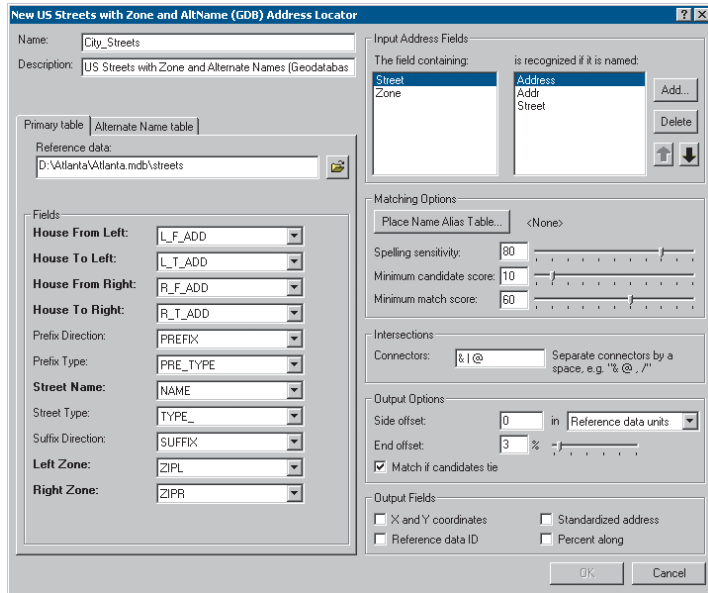 New US Streets with Zone and AltName (GDB) Address Locator
Name:
City_Streets
Description:
US Streets with Zone and Alternate Names (Geodatabas
Primary table
Alternate Name table
Reference data:
D:\Atlanta\Atlanta.mdb\streets
Fields
House From Left:
L_F_ADD
House To Left:
L_T_ADD
House From Right:
R_F_ADD
House To Right:
R_T_ADD
Prefix Direction:
PREFIX
Prefix Type:
PRE_TYPE
Street Name:
NAME
Street Type:
TYPE_
Suffix Direction:
SUFFIX
Left Zone:
ZIPL
Right Zone:
ZIPR
Input Address Fields
The field containing:
Street
Zone
is recognized if it is named:
Address
Addr
Street
Add...
Delete
Matching Options
Place Name Alias Table...
<None>
Spelling sensitivity:
80
Minimum candidate score:
10
Minimum match score:
60
Intersections
Connectors:
& | @
Separate connectors by a
space, e.g. "& @ , /"
Output Options
Side offset:
0
in
Reference data units
End offset:
3
%
Match if candidates tie
Output Fields
X and Y coordinates
Standardized address
Reference data ID
Percent along
OK
Cancel